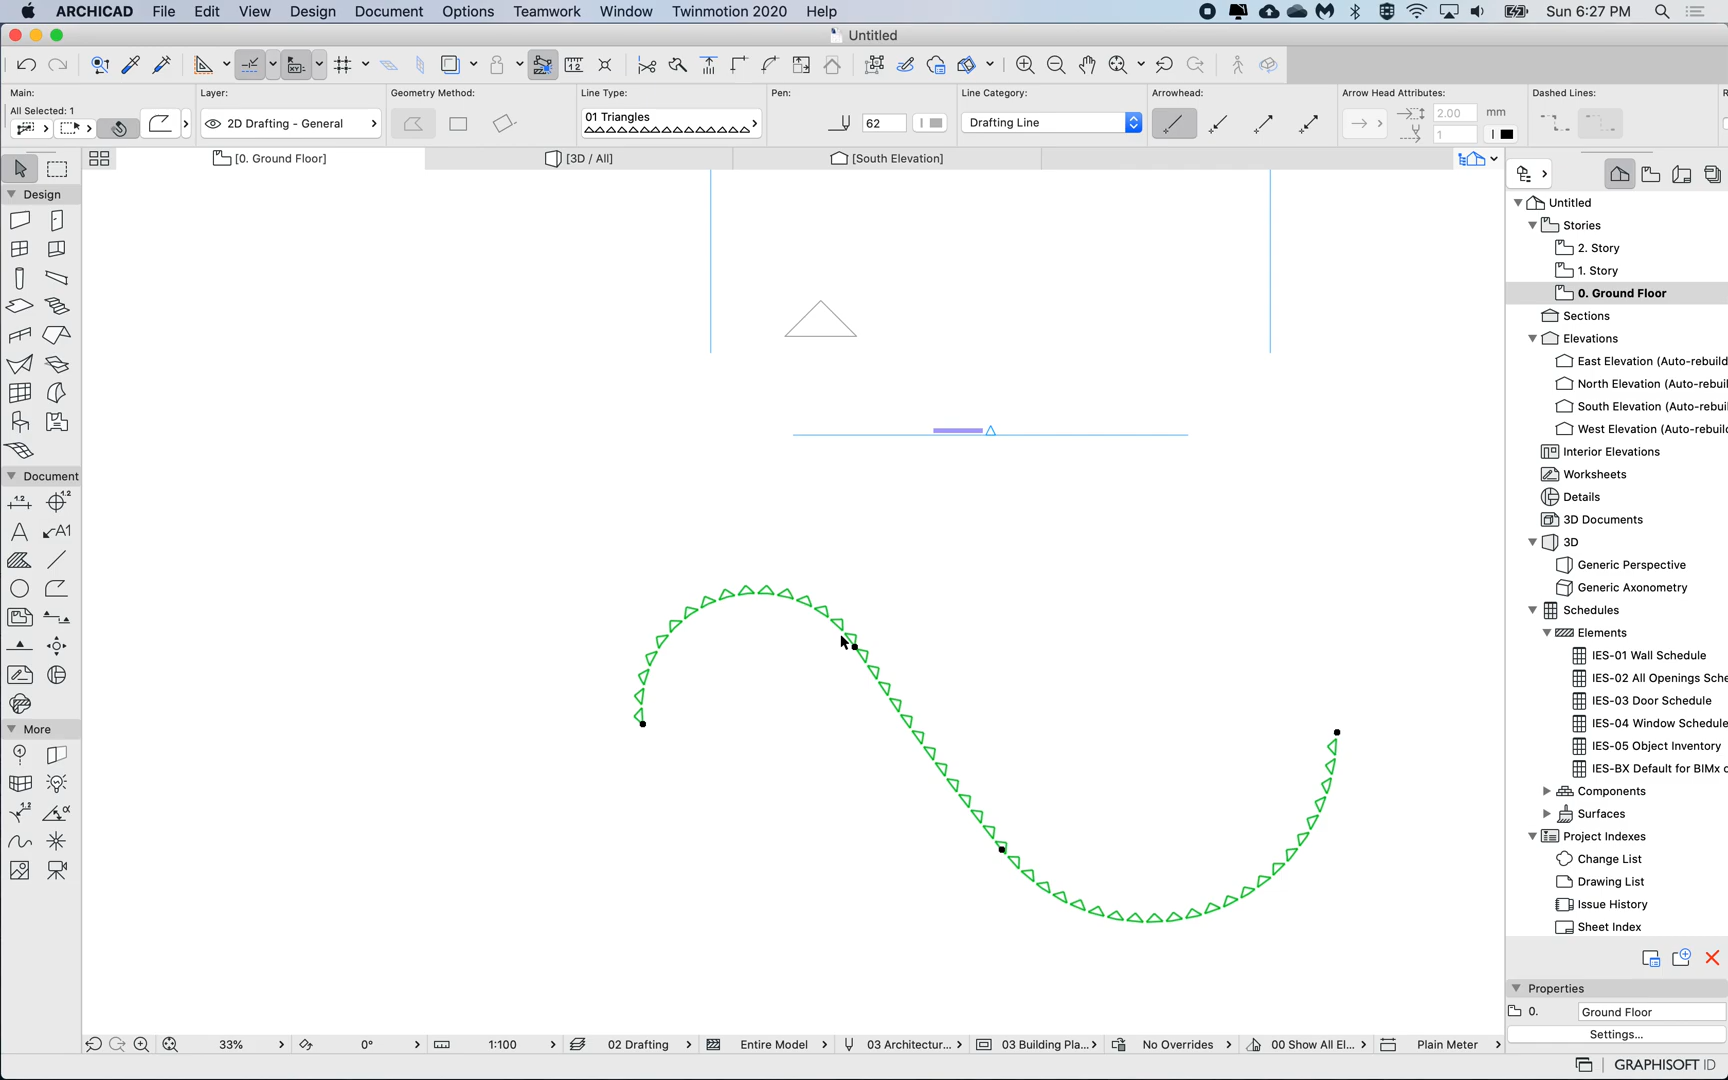 ARCHICAD File Edit View Design Document Options Teamwork Window Twinmotion 2020 Help Sun 6:27 PM
Untitled
Main: Layer: Geometry Method: Line Type: Pen: Line Category: Arrowhead: Arrow Head Attributes: Dashed Lines:
All Selected: 1
2D Drafting - General
01 Triangles
62
Drafting Line
2.00 mm
1
[0. Ground Floor] [3D / All] [South Elevation]
Design
Document
1.2
1.2
A
A1
More
1
1.2
α
Untitled
Stories
2. Story
1. Story
0. Ground Floor
Sections
Elevations
East Elevation (Auto-rebuild
North Elevation (Auto-rebui
South Elevation (Auto-rebui
West Elevation (Auto-rebuil
Interior Elevations
Worksheets
Details
3D Documents
3D
Generic Perspective
Generic Axonometry
Schedules
Elements
IES-01 Wall Schedule
IES-02 All Openings Sche
IES-03 Door Schedule
IES-04 Window Schedule
IES-05 Object Inventory
IES-BX Default for BIMx
Components
Surfaces
Project Indexes
Change List
Drawing List
Issue History
Sheet Index
Properties
0. Ground Floor
Settings...
33% 0° 1:100 02 Drafting Entire Model 03 Architectur... 03 Building Pla... No Overrides 00 Show All El... Plain Meter
GRAPHISOFT ID